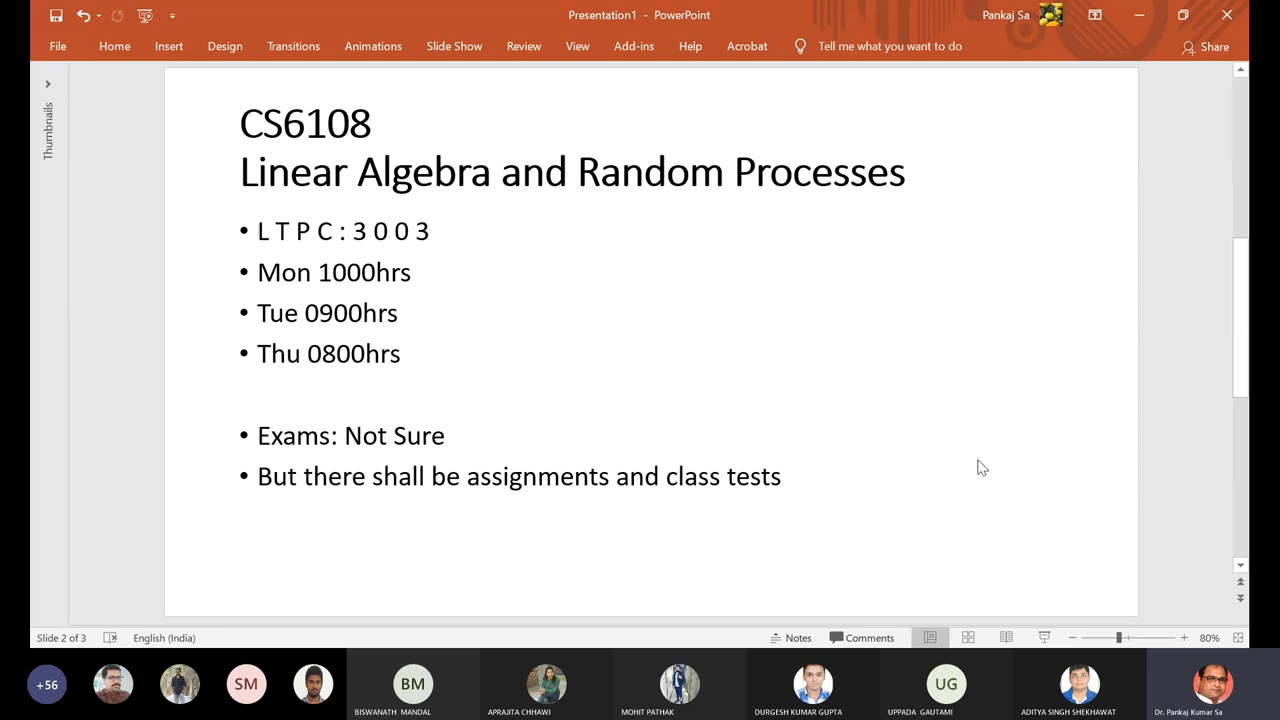 Presentation1 - PowerPoint
Pankaj Sa
File Home Insert Design Transitions Animations Slide Show Review View Add-ins Help Acrobat Tell me what you want to do Share
Thumbnails
CS6108
Linear Algebra and Random Processes
• L T P C : 3 0 0 3
• Mon 1000hrs
• Tue 0900hrs
• Thu 0800hrs
• Exams: Not Sure
• But there shall be assignments and class tests
Slide 2 of 3 English (India) Notes Comments 80%
+56 SM BM UG
BISWANATH MANDAL APRAJITA CHHAWI MOHIT PATHAK DURGESH KUMAR GUPTA UPPADA GAUTAMI ADITYA SINGH SHEKHAWAT Dr. Pankaj Kumar Sa